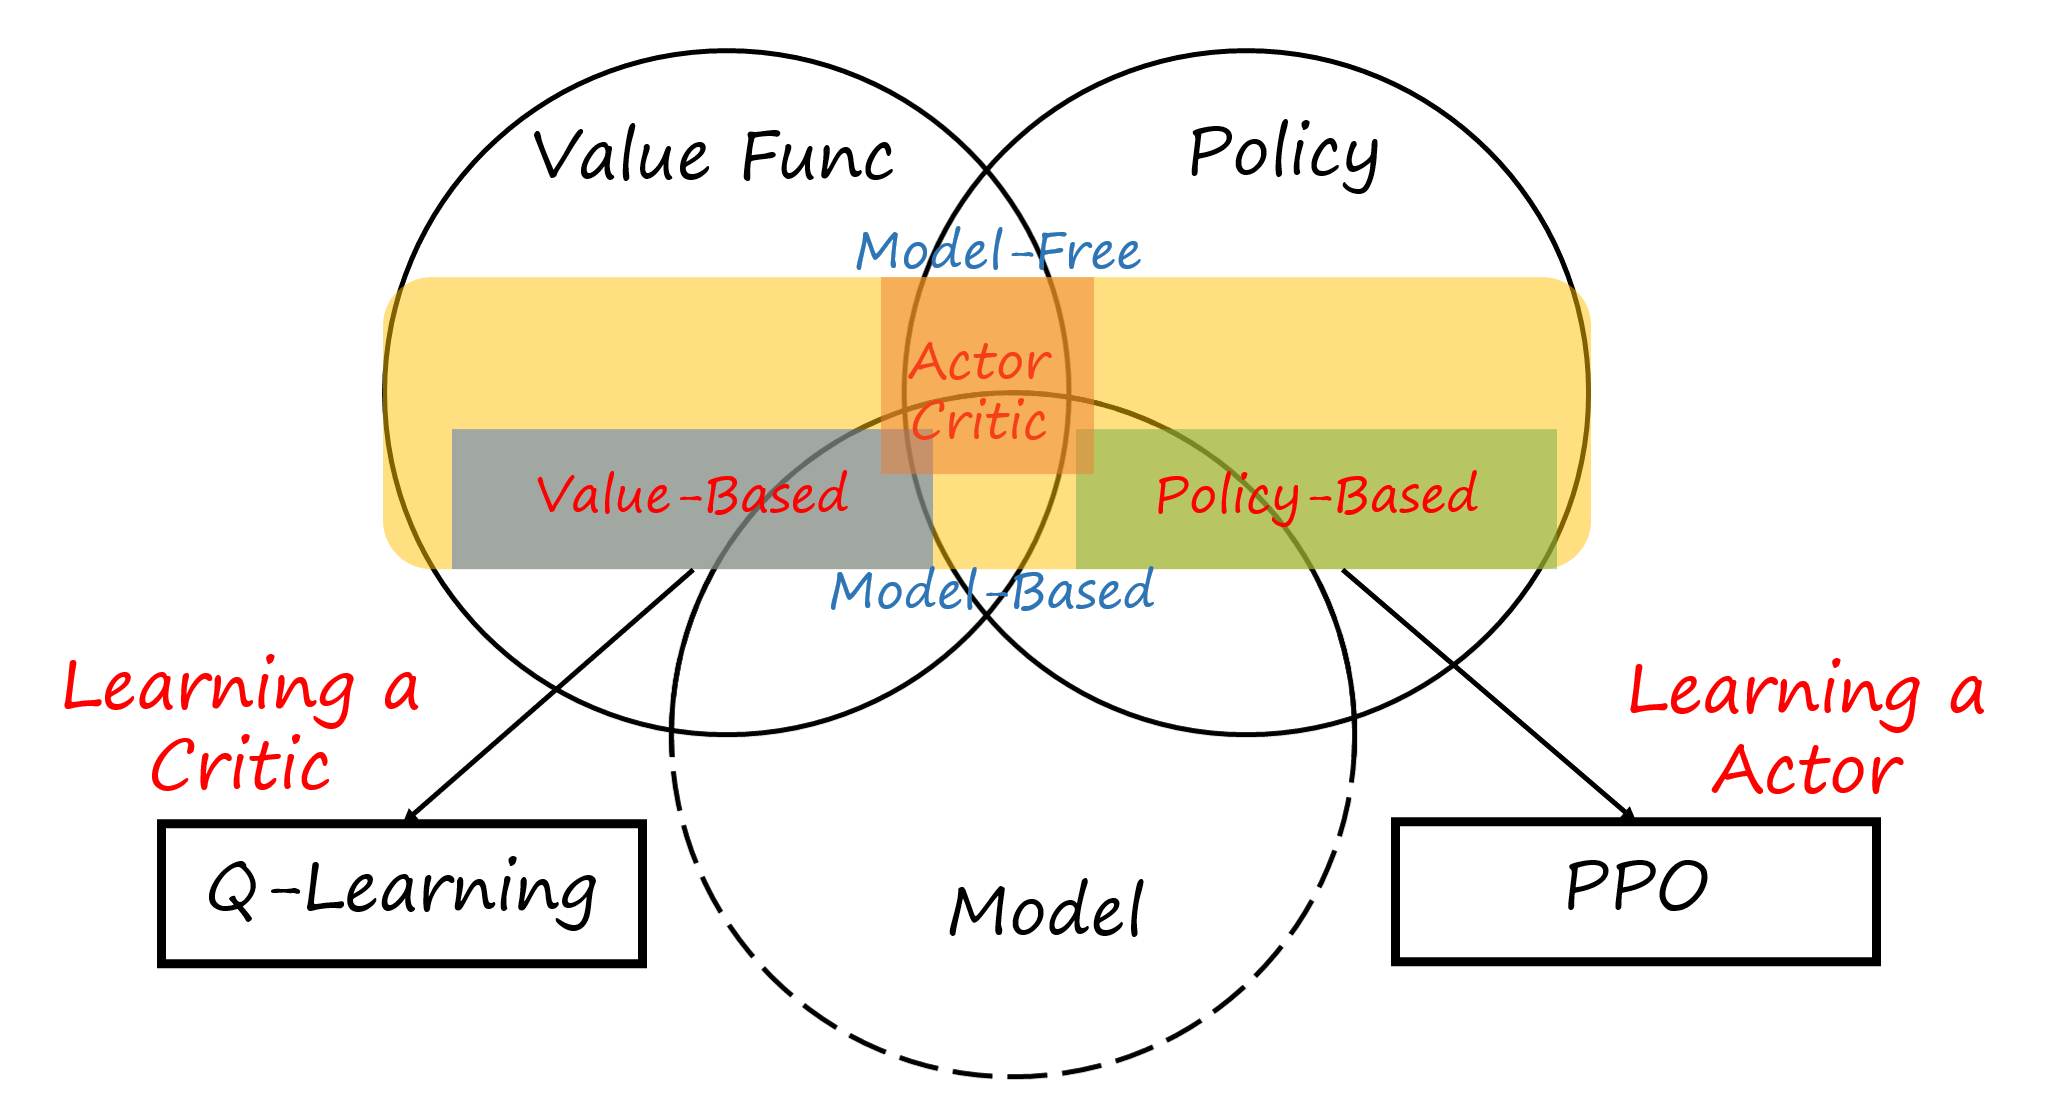 Value Func
Policy
Model-Free
Actor
Critic
Value-Based
Policy-Based
Model-Based
Learning a
Critic
Learning a
Actor
Q-Learning
PPO
Model